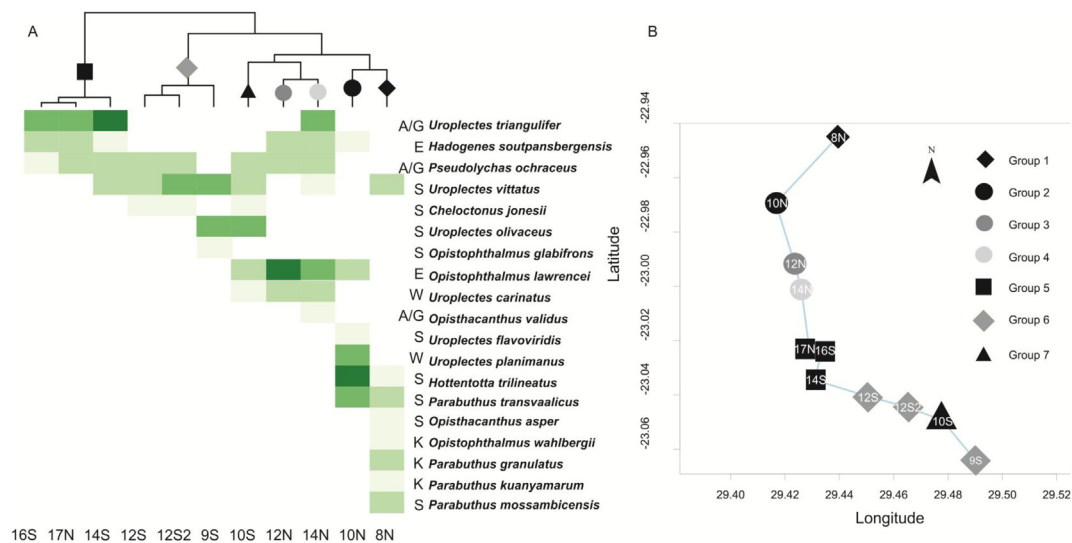 A
A/G Uroplectes triangulifer
E Hadogenes soutpansbergensis
A/G Pseudolychas ochraceus
S Uroplectes vittatus
S Cheloctonus jonesii
S Uroplectes olivaceus
S Opistophthalmus glabifrons
E Opistophthalmus lawrencei
W Uroplectes carinatus
A/G Opisthacanthus validus
S Uroplectes flavoviridis
W Uroplectes planimanus
S Hottentotta trilineatus
S Parabuthus transvaalicus
S Opisthacanthus asper
K Opistophthalmus wahlbergii
K Parabuthus granulatus
K Parabuthus kuanyamarum
S Parabuthus mossambicensis
16S 17N 14S 12S 12S2 9S 10S 12N 14N 10N 8N
B
Latitude
-22.94
-22.96
-22.98
-23.00
-23.02
-23.04
-23.06
8N
10N
12N
14N
17N 16S
14S
12S
12S2
10S
9S
N
Group 1
Group 2
Group 3
Group 4
Group 5
Group 6
Group 7
29.40 29.42 29.44 29.46 29.48 29.50 29.52
Longitude